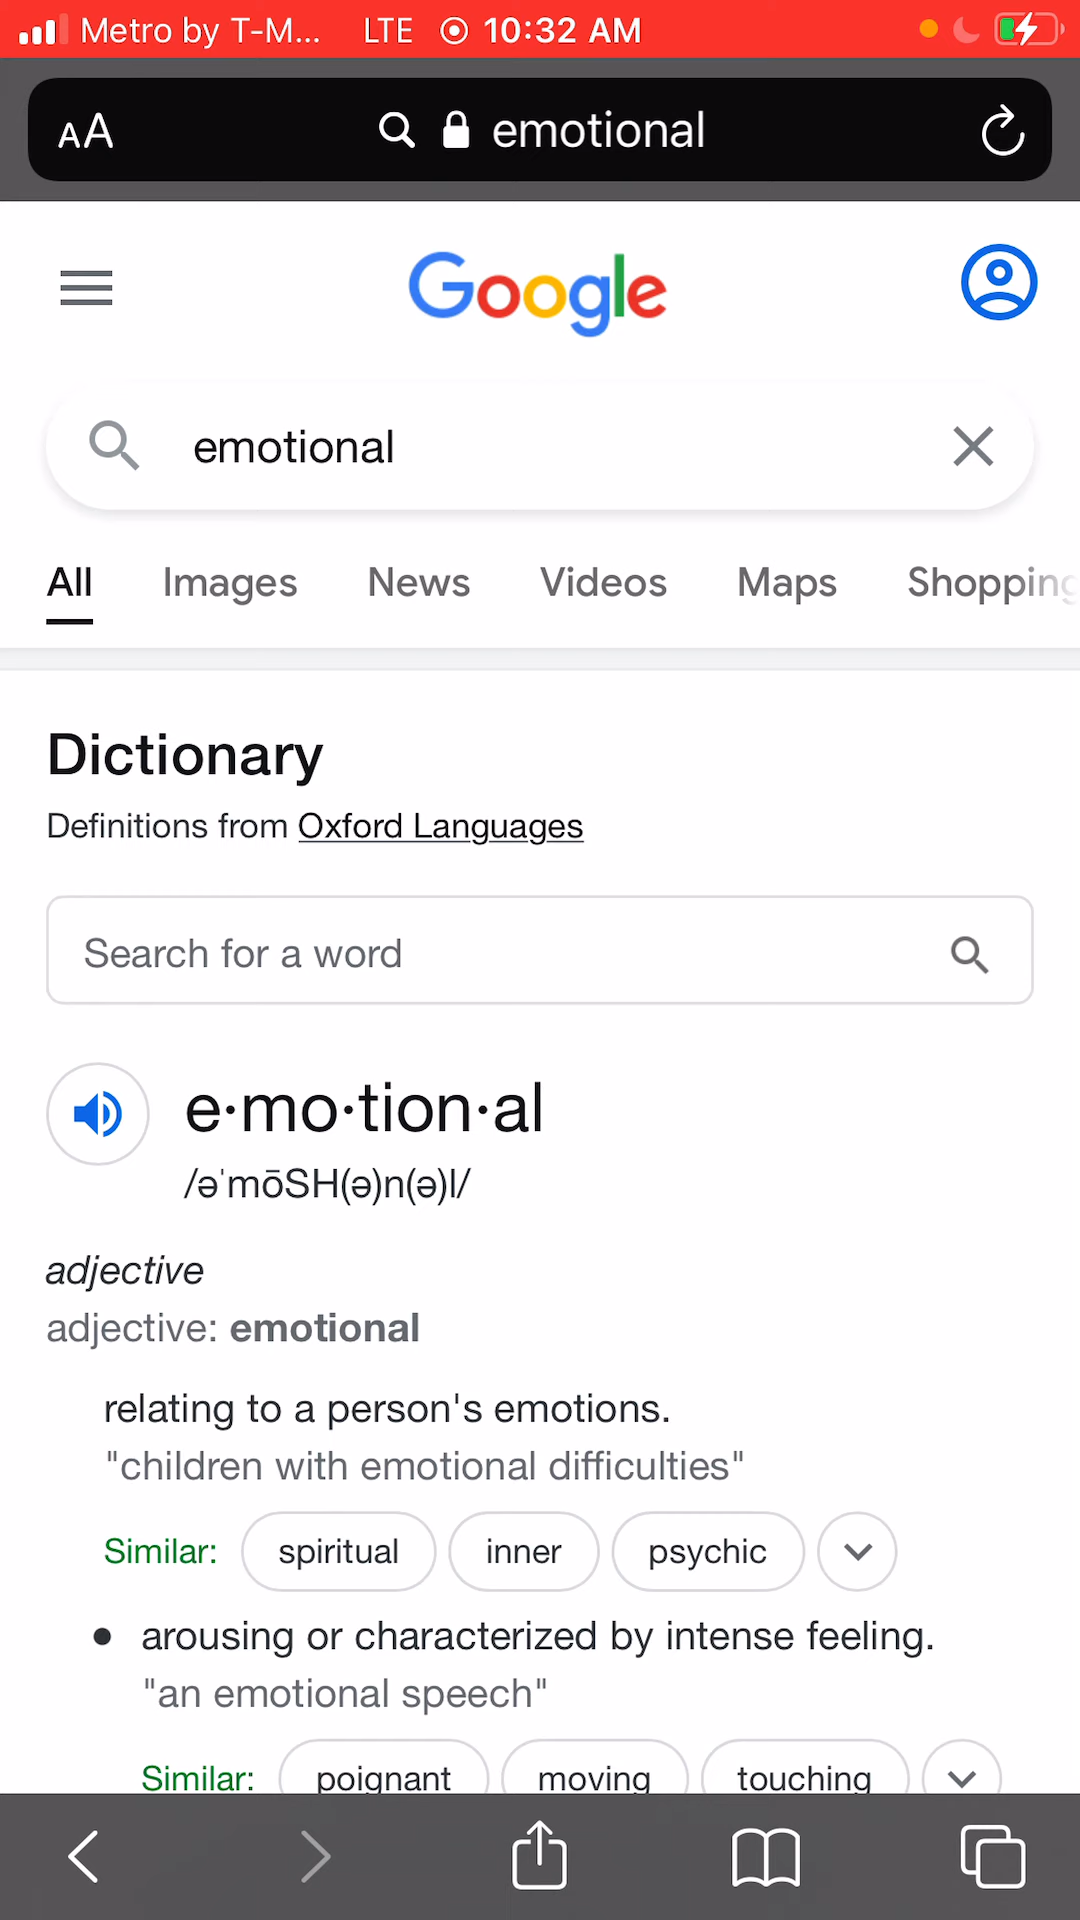 Metro by T-M... LTE 10:32 AM
AA emotional
Google
emotional
All Images News Videos Maps Shopping
Dictionary
Definitions from Oxford Languages
Search for a word
e·mo·tion·al
/əˈmōSH(ə)n(ə)l/
adjective
adjective: emotional
relating to a person's emotions.
"children with emotional difficulties"
Similar: spiritual inner psychic
• arousing or characterized by intense feeling.
"an emotional speech"
Similar: poignant moving touching